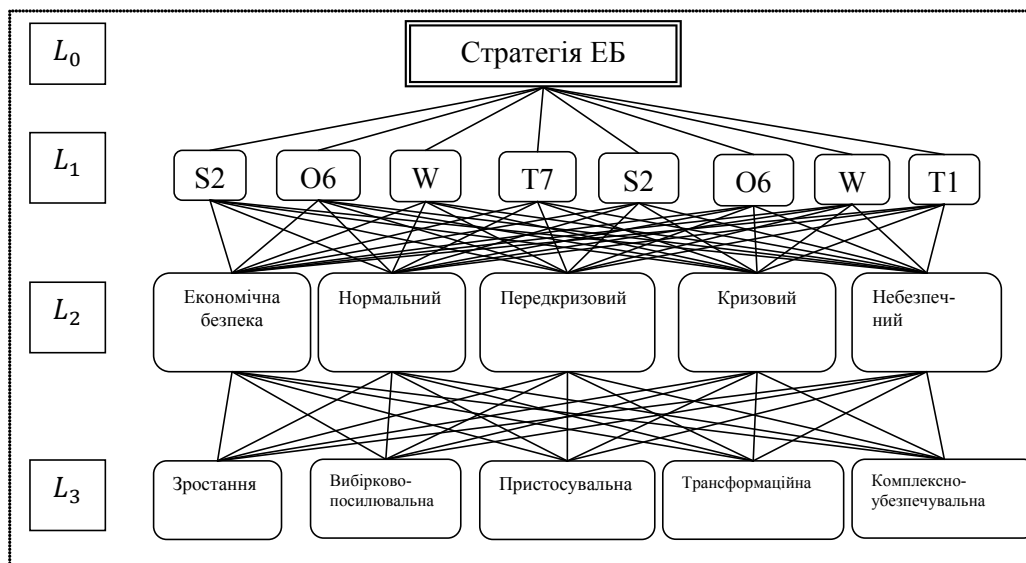 L₀
Стратегія ЕБ
L₁
S2
O6
W
T7
S2
O6
W
T1
L₂
Економічна
безпека
Нормальний
Передкризовий
Кризовий
Небезпеч-
ний
L₃
Зростання
Вибірково-
посилювальна
Пристосувальна
Трансформаційна
Комплексно-
убезпечувальна